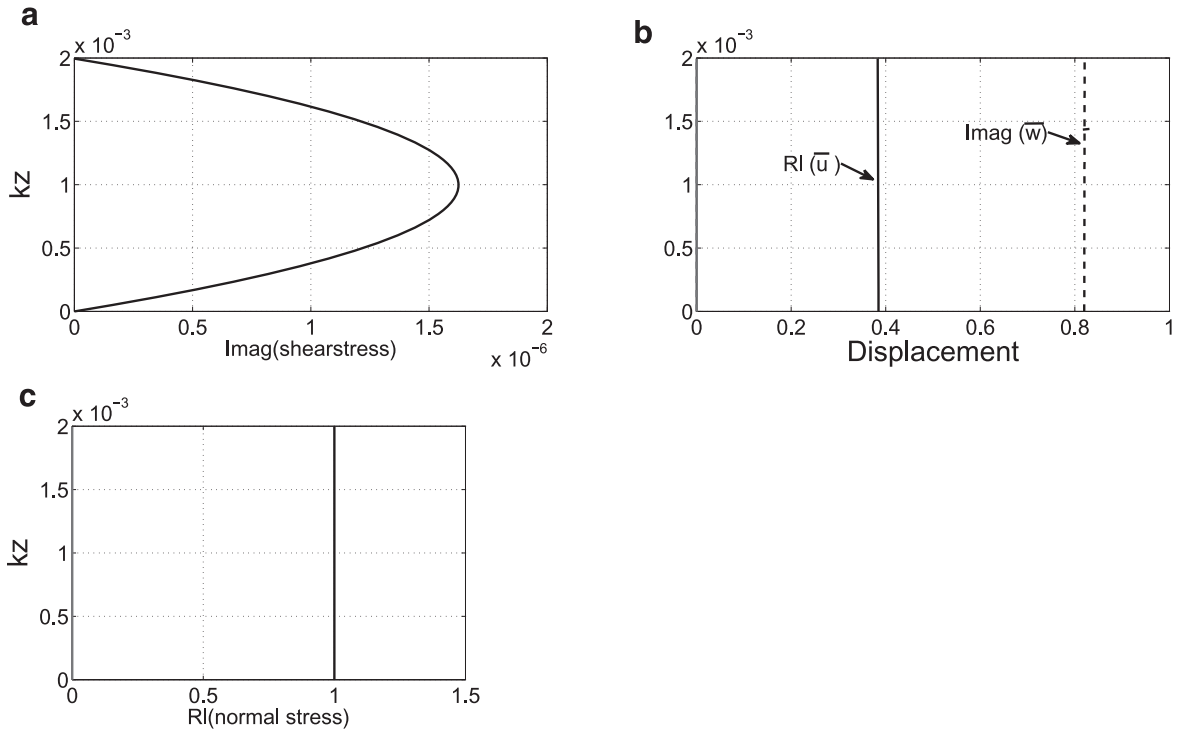 a
x 10⁻³
2
1.5
1
0.5
0
kz
0 0.5 1 1.5 2
Imag(shearstress)
x 10⁻⁶
b
x 10⁻³
2
1.5
1
0.5
0
Rl (u̅ )
Imag (w̅)
0 0.2 0.4 0.6 0.8 1
Displacement
c
x 10⁻³
2
1.5
1
0.5
0
kz
0 0.5 1 1.5
Rl(normal stress)